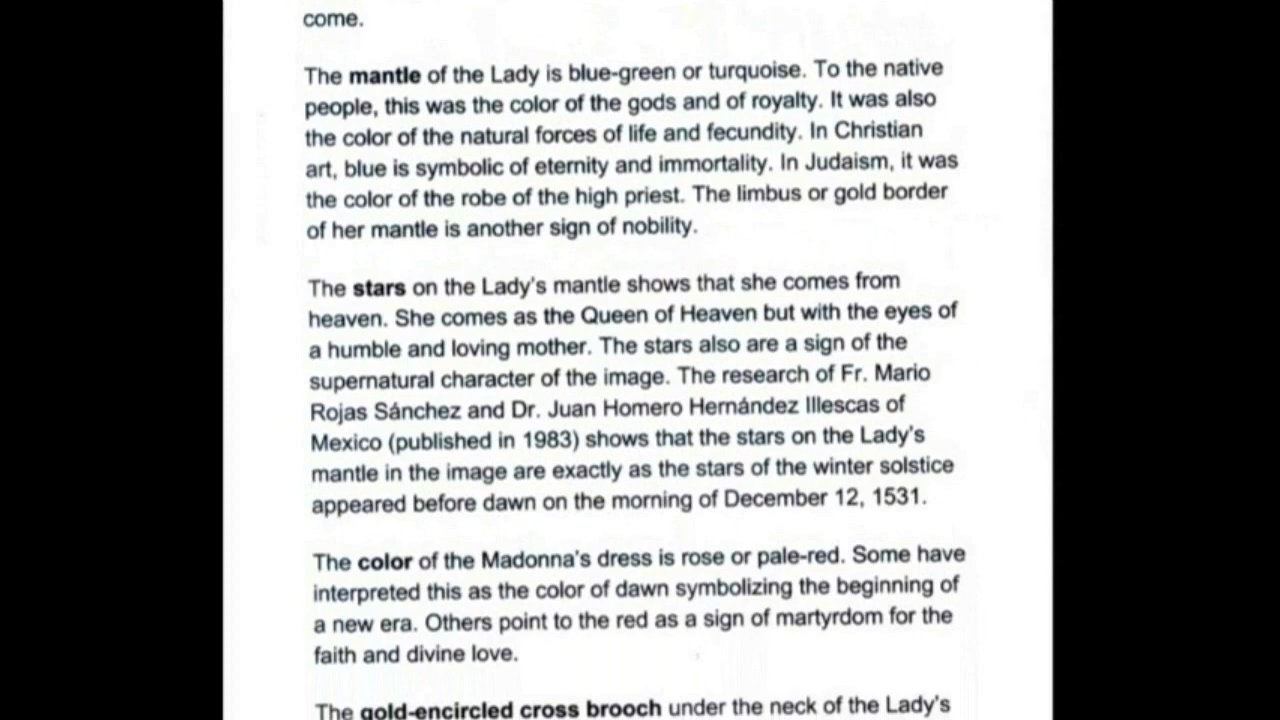 come.
The mantle of the Lady is blue-green or turquoise. To the native
people, this was the color of the gods and of royalty. It was also
the color of the natural forces of life and fecundity. In Christian
art, blue is symbolic of eternity and immortality. In Judaism, it was
the color of the robe of the high priest. The limbus or gold border
of her mantle is another sign of nobility.
The stars on the Lady's mantle shows that she comes from
heaven. She comes as the Queen of Heaven but with the eyes of
a humble and loving mother. The stars also are a sign of the
supernatural character of the image. The research of Fr. Mario
Rojas Sánchez and Dr. Juan Homero Hernández Illescas of
Mexico (published in 1983) shows that the stars on the Lady's
mantle in the image are exactly as the stars of the winter solstice
appeared before dawn on the morning of December 12, 1531.
The color of the Madonna's dress is rose or pale-red. Some have
interpreted this as the color of dawn symbolizing the beginning of
a new era. Others point to the red as a sign of martyrdom for the
faith and divine love.
The gold-encircled cross brooch under the neck of the Lady's